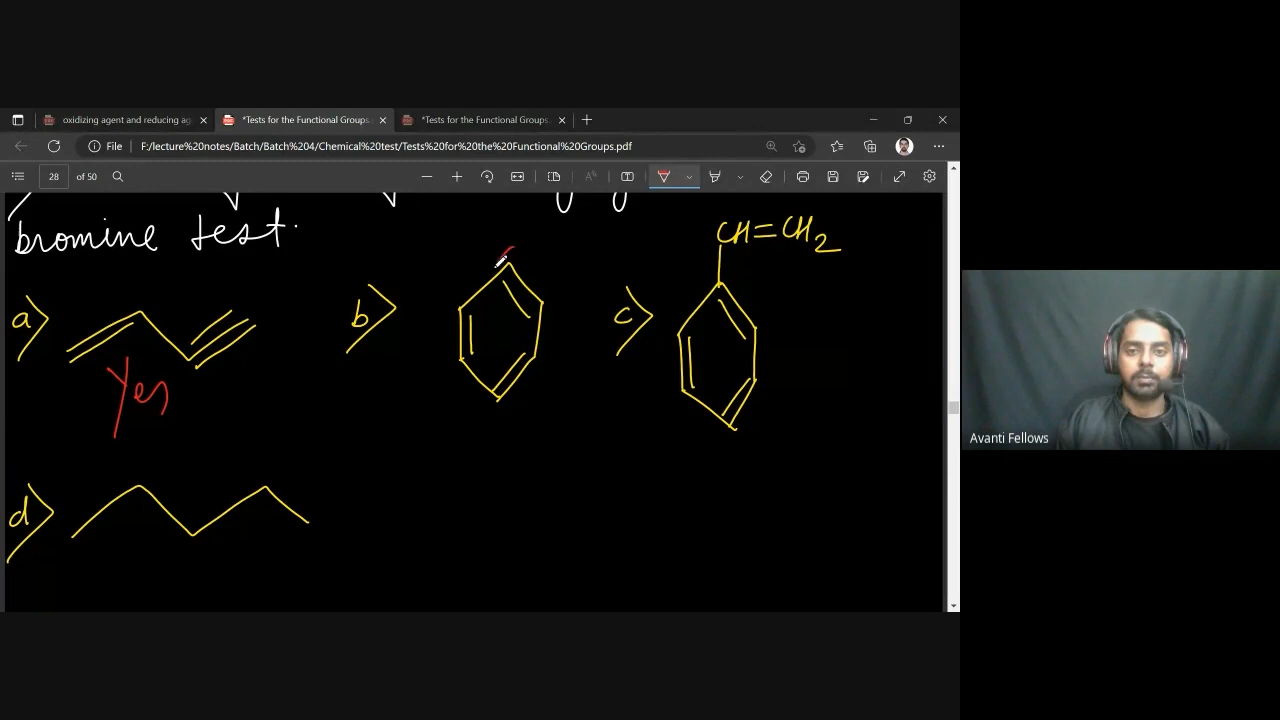 oxidizing agent and reducing ag
*Tests for the Functional Groups.
*Tests for the Functional Groups.
File
F:/lecture%20notes/Batch/Batch%204/Chemical%20test/Tests%20for%20the%20Functional%20Groups.pdf
28 of 50
bromine test.
CH=CH2
a) b) c)
Yes
d)
Avanti Fellows